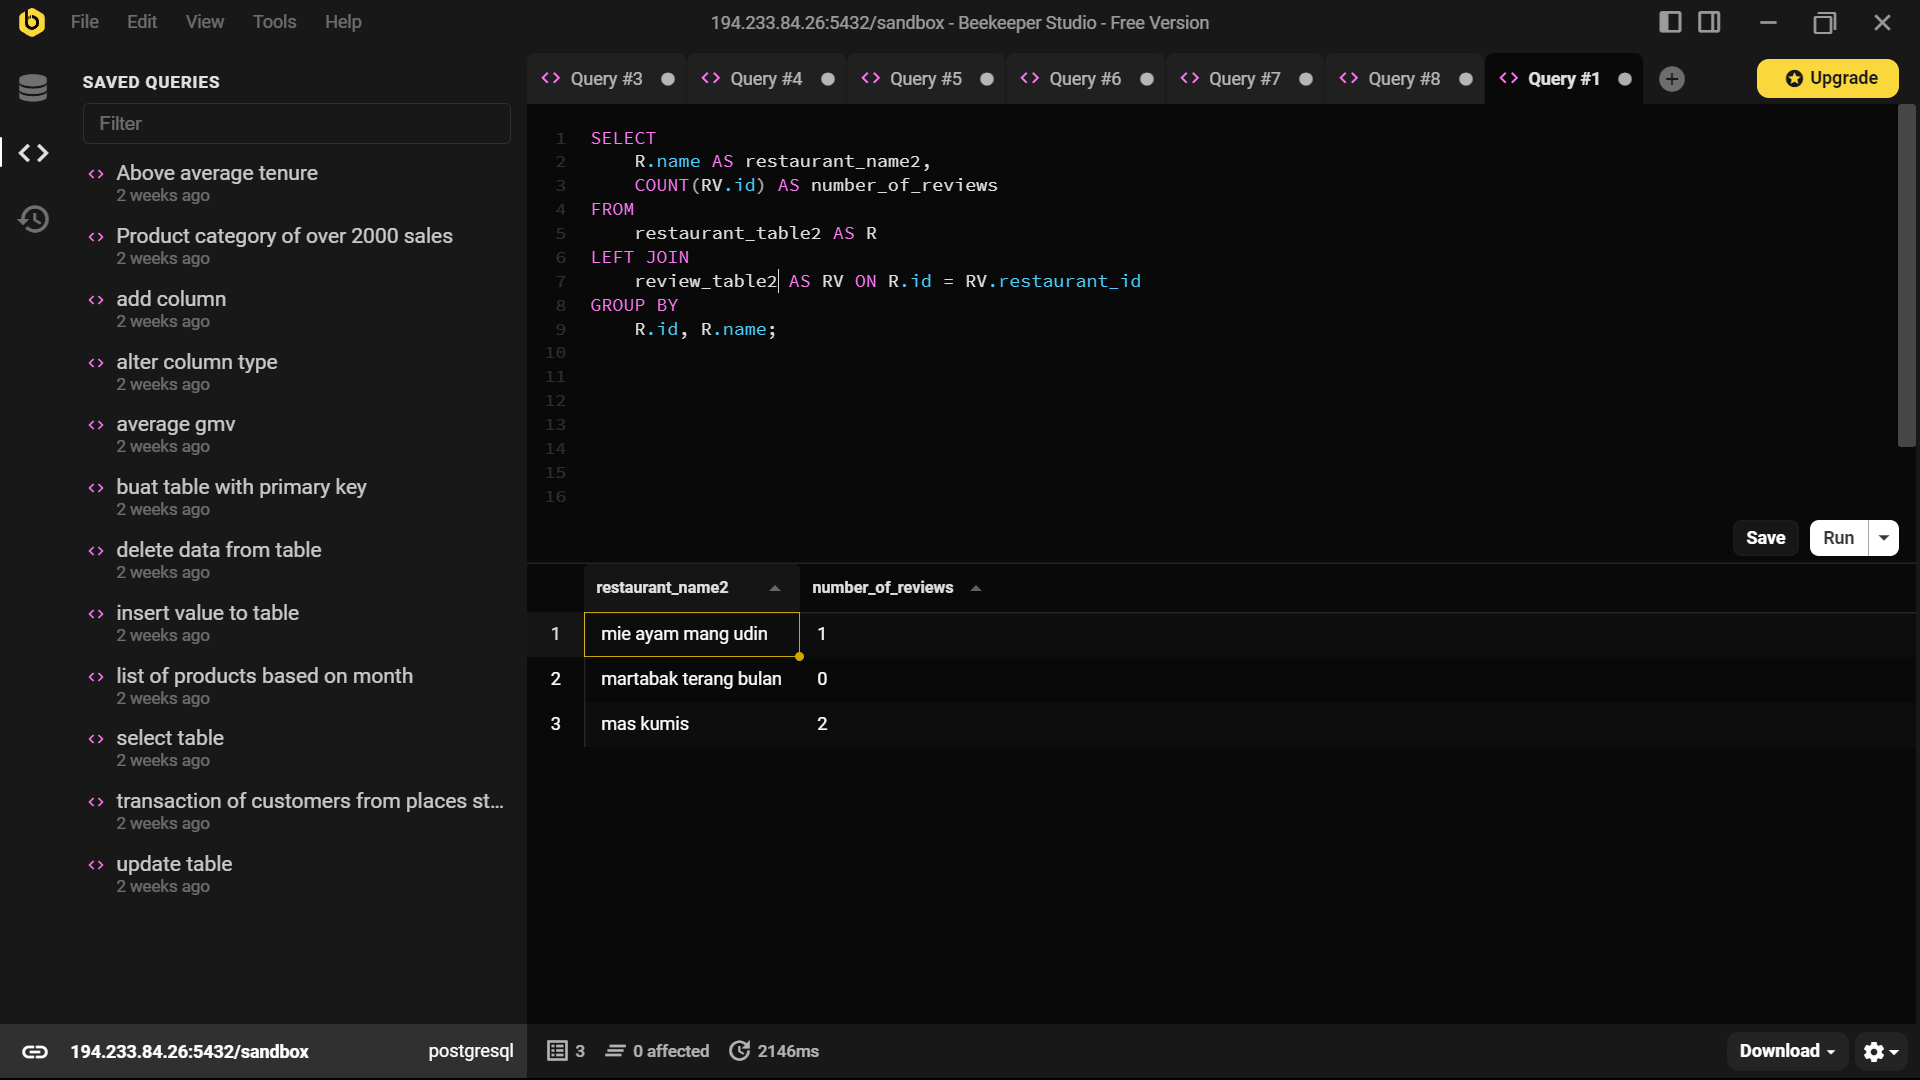 File Edit View Tools Help
194.233.84.26:5432/sandbox - Beekeeper Studio - Free Version
SAVED QUERIES
Filter
Above average tenure
2 weeks ago
Product category of over 2000 sales
2 weeks ago
add column
2 weeks ago
alter column type
2 weeks ago
average gmv
2 weeks ago
buat table with primary key
2 weeks ago
delete data from table
2 weeks ago
insert value to table
2 weeks ago
list of products based on month
2 weeks ago
select table
2 weeks ago
transaction of customers from places st...
2 weeks ago
update table
2 weeks ago
Query #3 Query #4 Query #5 Query #6 Query #7 Query #8 Query #1
Upgrade
1 SELECT
2 R.name AS restaurant_name2,
3 COUNT(RV.id) AS number_of_reviews
4 FROM
5 restaurant_table2 AS R
6 LEFT JOIN
7 review_table2 AS RV ON R.id = RV.restaurant_id
8 GROUP BY
9 R.id, R.name;
10
11
12
13
14
15
16
Save Run
restaurant_name2 number_of_reviews
1 mie ayam mang udin 1
2 martabak terang bulan 0
3 mas kumis 2
194.233.84.26:5432/sandbox postgresql 3 0 affected 2146ms Download